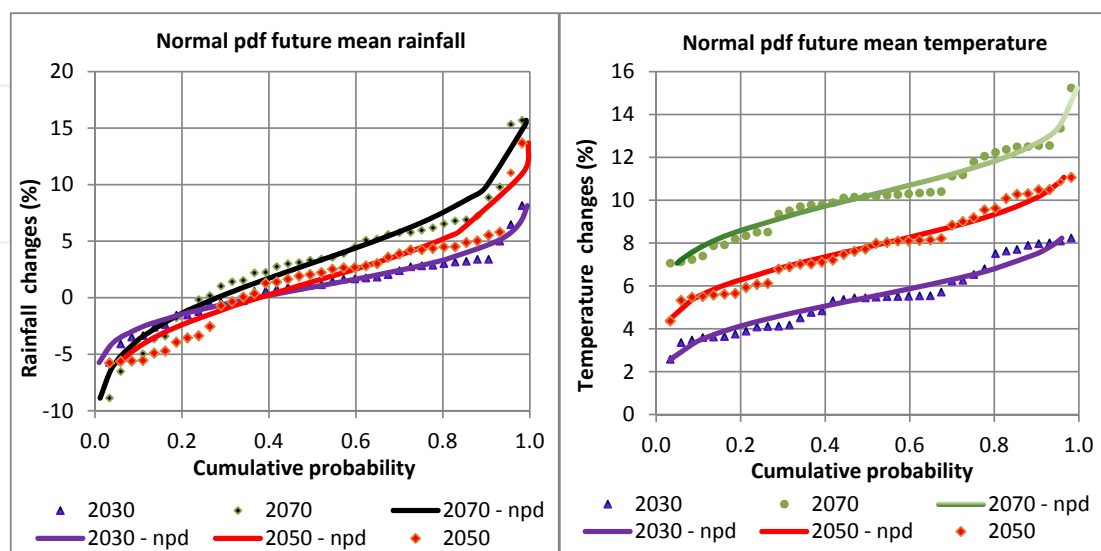 Normal pdf future mean rainfall
20
15
10
5
0
-5
-10
Rainfall changes (%)
0.0 0.2 0.4 0.6 0.8 1.0
Cumulative probability
2030 2070 2070 - npd
2030 - npd 2050 - npd 2050
Normal pdf future mean temperature
16
14
12
10
8
6
4
2
0
Temperature changes (%)
0.0 0.2 0.4 0.6 0.8 1.0
Cumulative probability
2030 2070 2070 - npd
2030 - npd 2050 - npd 2050